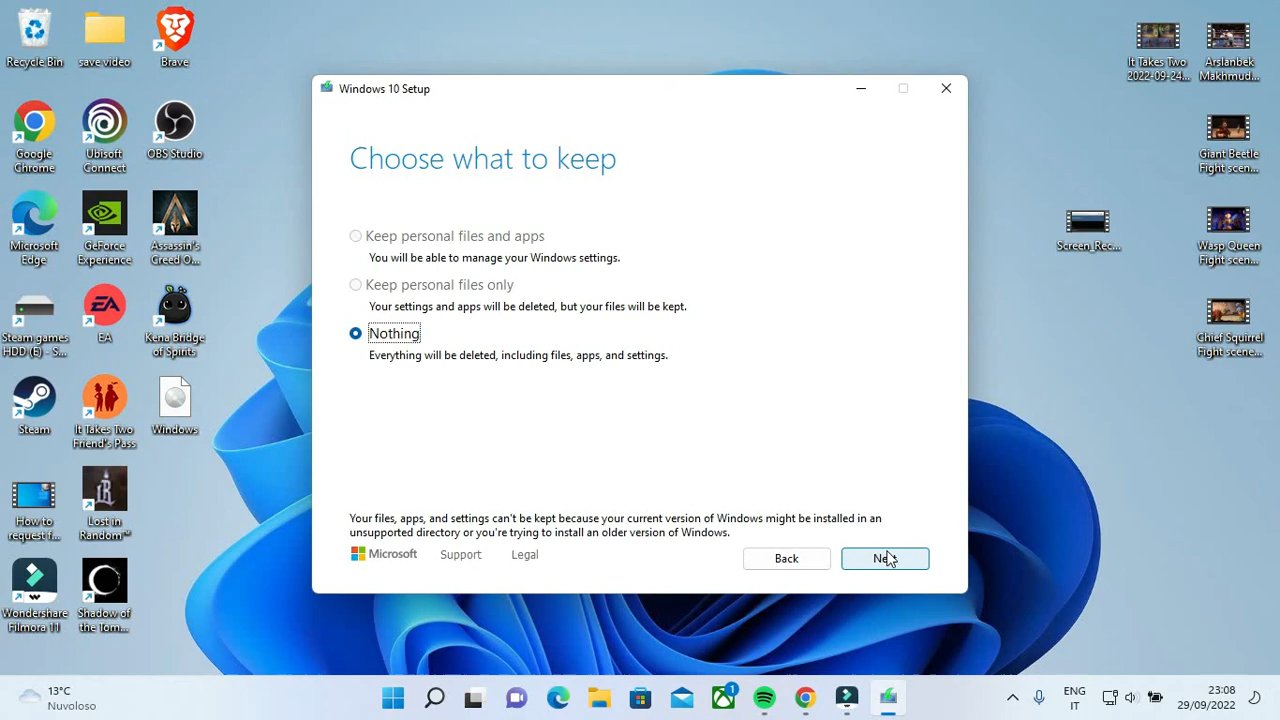 Recycle Bin
save video
Brave
Google
Chrome
Ubisoft
Connect
OBS Studio
Microsoft
Edge
GeForce
Experience
Assassin's
Creed O...
Steam games
HDD (E) - S...
EA
Kena Bridge
of Spirits
Steam
It Takes Two
Friend's Pass
Windows
How to
request f...
Lost in
Random™
Wondershare
Filmora 11
Shadow of
the Tom...
Windows 10 Setup
Choose what to keep
Keep personal files and apps
You will be able to manage your Windows settings.
Keep personal files only
Your settings and apps will be deleted, but your files will be kept.
Nothing
Everything will be deleted, including files, apps, and settings.
Your files, apps, and settings can't be kept because your current version of Windows might be installed in an
unsupported directory or you're trying to install an older version of Windows.
Microsoft
Support
Legal
Back
Next
It Takes Two
2022-09-24...
Arslanbek
Makhmud...
Giant Beetle
Fight scen...
Screen_Rec...
Wasp Queen
Fight scen...
Chief Squirrel
Fight scene...
13°C
Nuvoloso
1
ENG
IT
23:08
29/09/2022